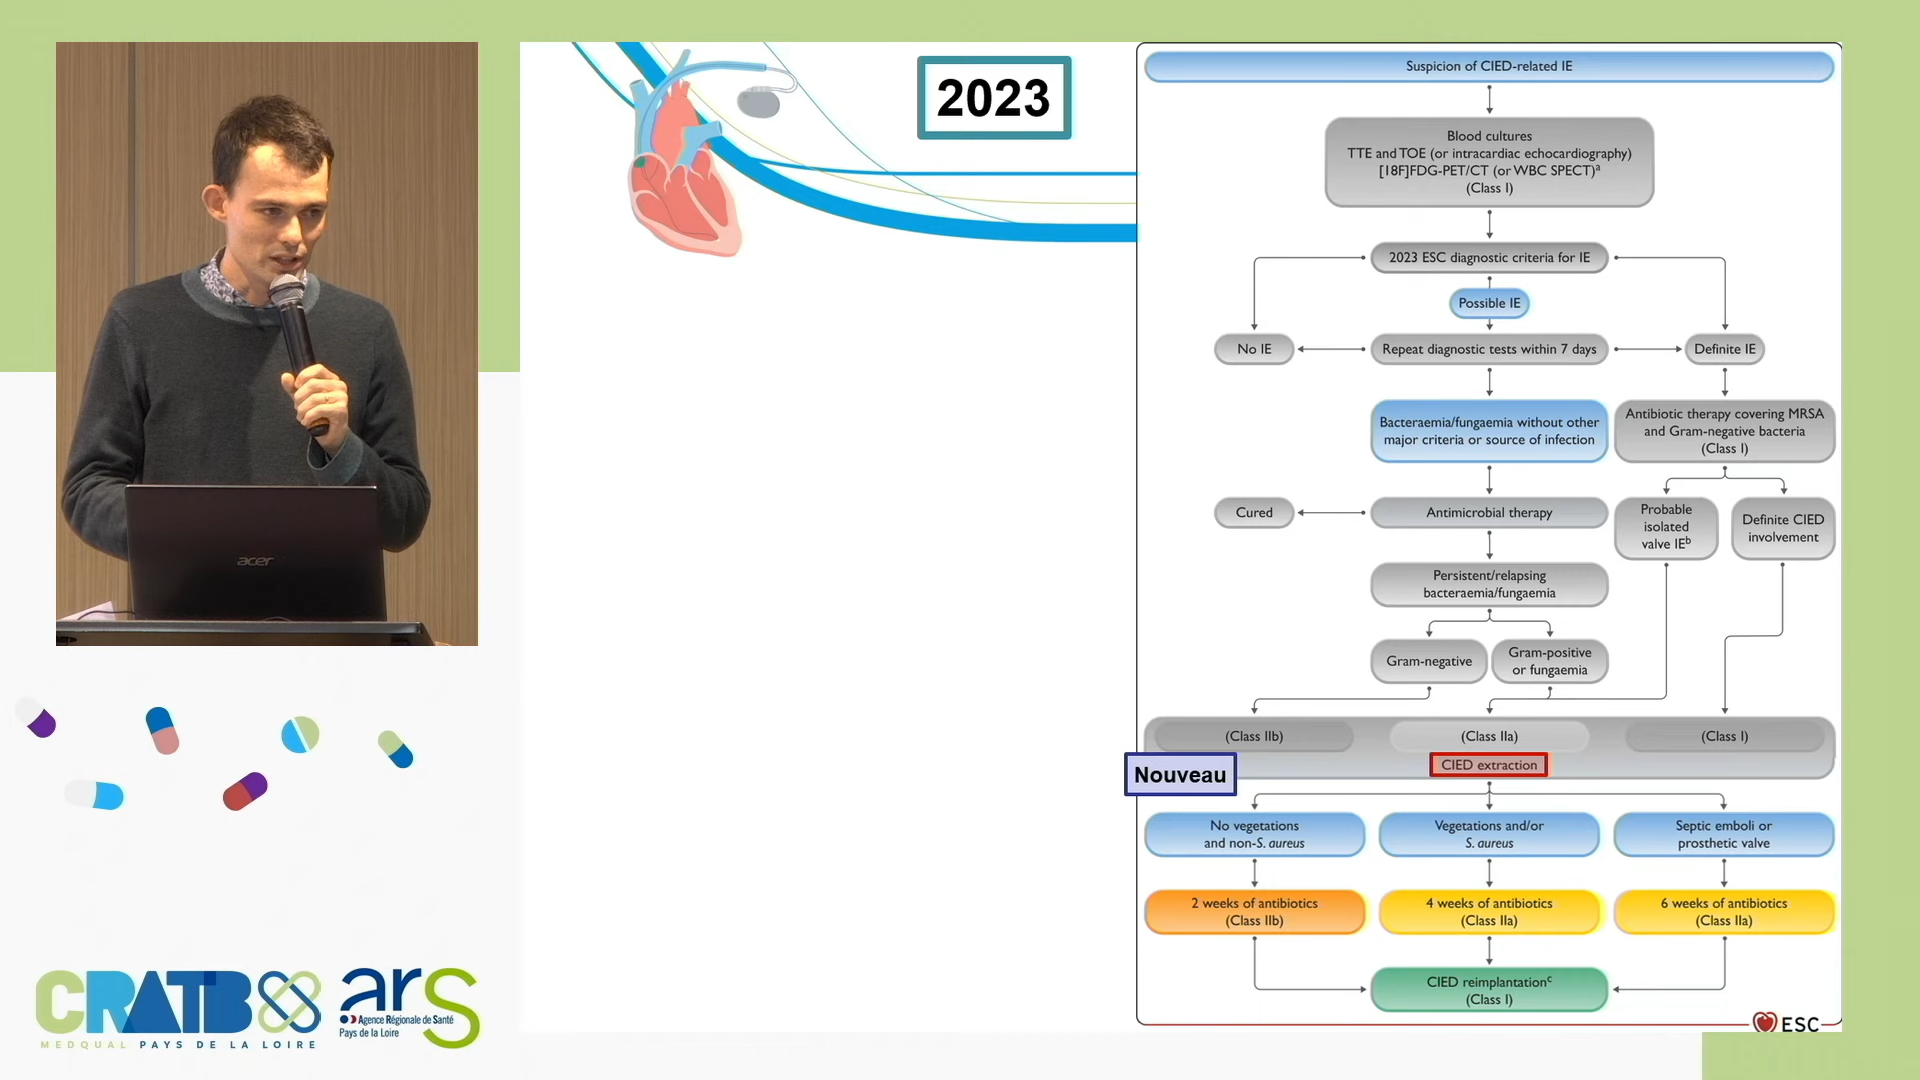 2023
Suspicion of CIED-related IE
Blood cultures
TTE and TOE (or intracardiac echocardiography)
[18F]FDG-PET/CT (or WBC SPECT)ᵃ
(Class I)
2023 ESC diagnostic criteria for IE
Possible IE
No IE
Repeat diagnostic tests within 7 days
Definite IE
Bacteraemia/fungaemia without other
major criteria or source of infection
Antibiotic therapy covering MRSA
and Gram-negative bacteria
(Class I)
Cured
Antimicrobial therapy
Probable
isolated
valve IEᵇ
Definite CIED
involvement
Persistent/relapsing
bacteraemia/fungaemia
Gram-negative
Gram-positive
or fungaemia
(Class IIb)
(Class IIa)
(Class I)
CIED extraction
Nouveau
No vegetations
and non-S. aureus
Vegetations and/or
S. aureus
Septic emboli or
prosthetic valve
2 weeks of antibiotics
(Class IIb)
4 weeks of antibiotics
(Class IIa)
6 weeks of antibiotics
(Class IIa)
CIED reimplantationᶜ
(Class I)
ESC
acer
CRATB
MEDQUAL PAYS DE LA LOIRE
ars
Agence Régionale de Santé
Pays de la Loire